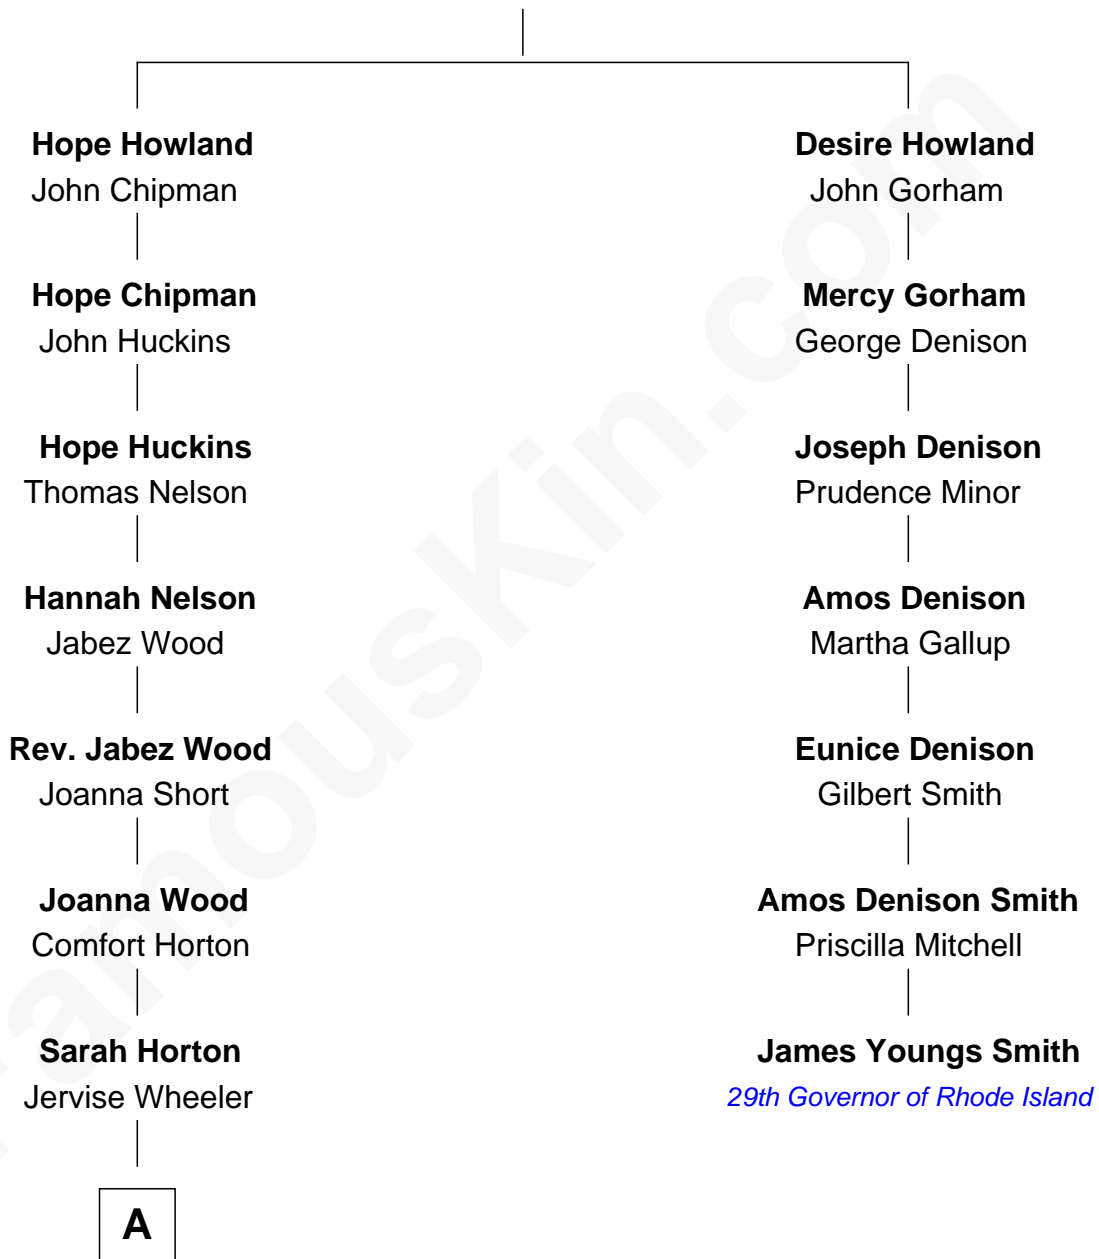 Hope Howland
John Chipman
Hope Chipman
John Huckins
Hope Huckins
Thomas Nelson
Hannah Nelson
Jabez Wood
Rev. Jabez Wood
Joanna Short
Joanna Wood
Comfort Horton
Sarah Horton
Jervise Wheeler
A
Desire Howland
John Gorham
Mercy Gorham
George Denison
Joseph Denison
Prudence Minor
Amos Denison
Martha Gallup
Eunice Denison
Gilbert Smith
Amos Denison Smith
Priscilla Mitchell
James Youngs Smith
29th Governor of Rhode Island
FamousKin.com